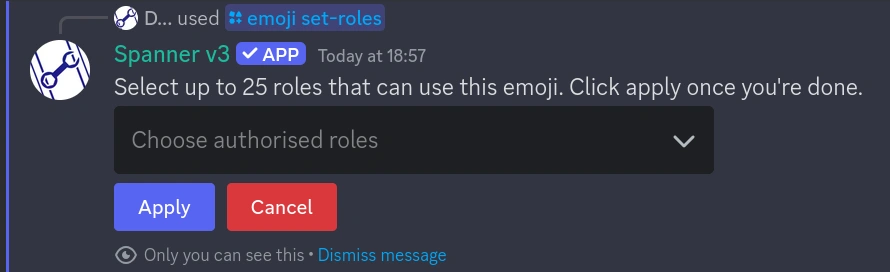 D... used emoji set-roles
Spanner v3 APP Today at 18:57
Select up to 25 roles that can use this emoji. Click apply once you're done.
Choose authorised roles
Apply Cancel
Only you can see this • Dismiss message